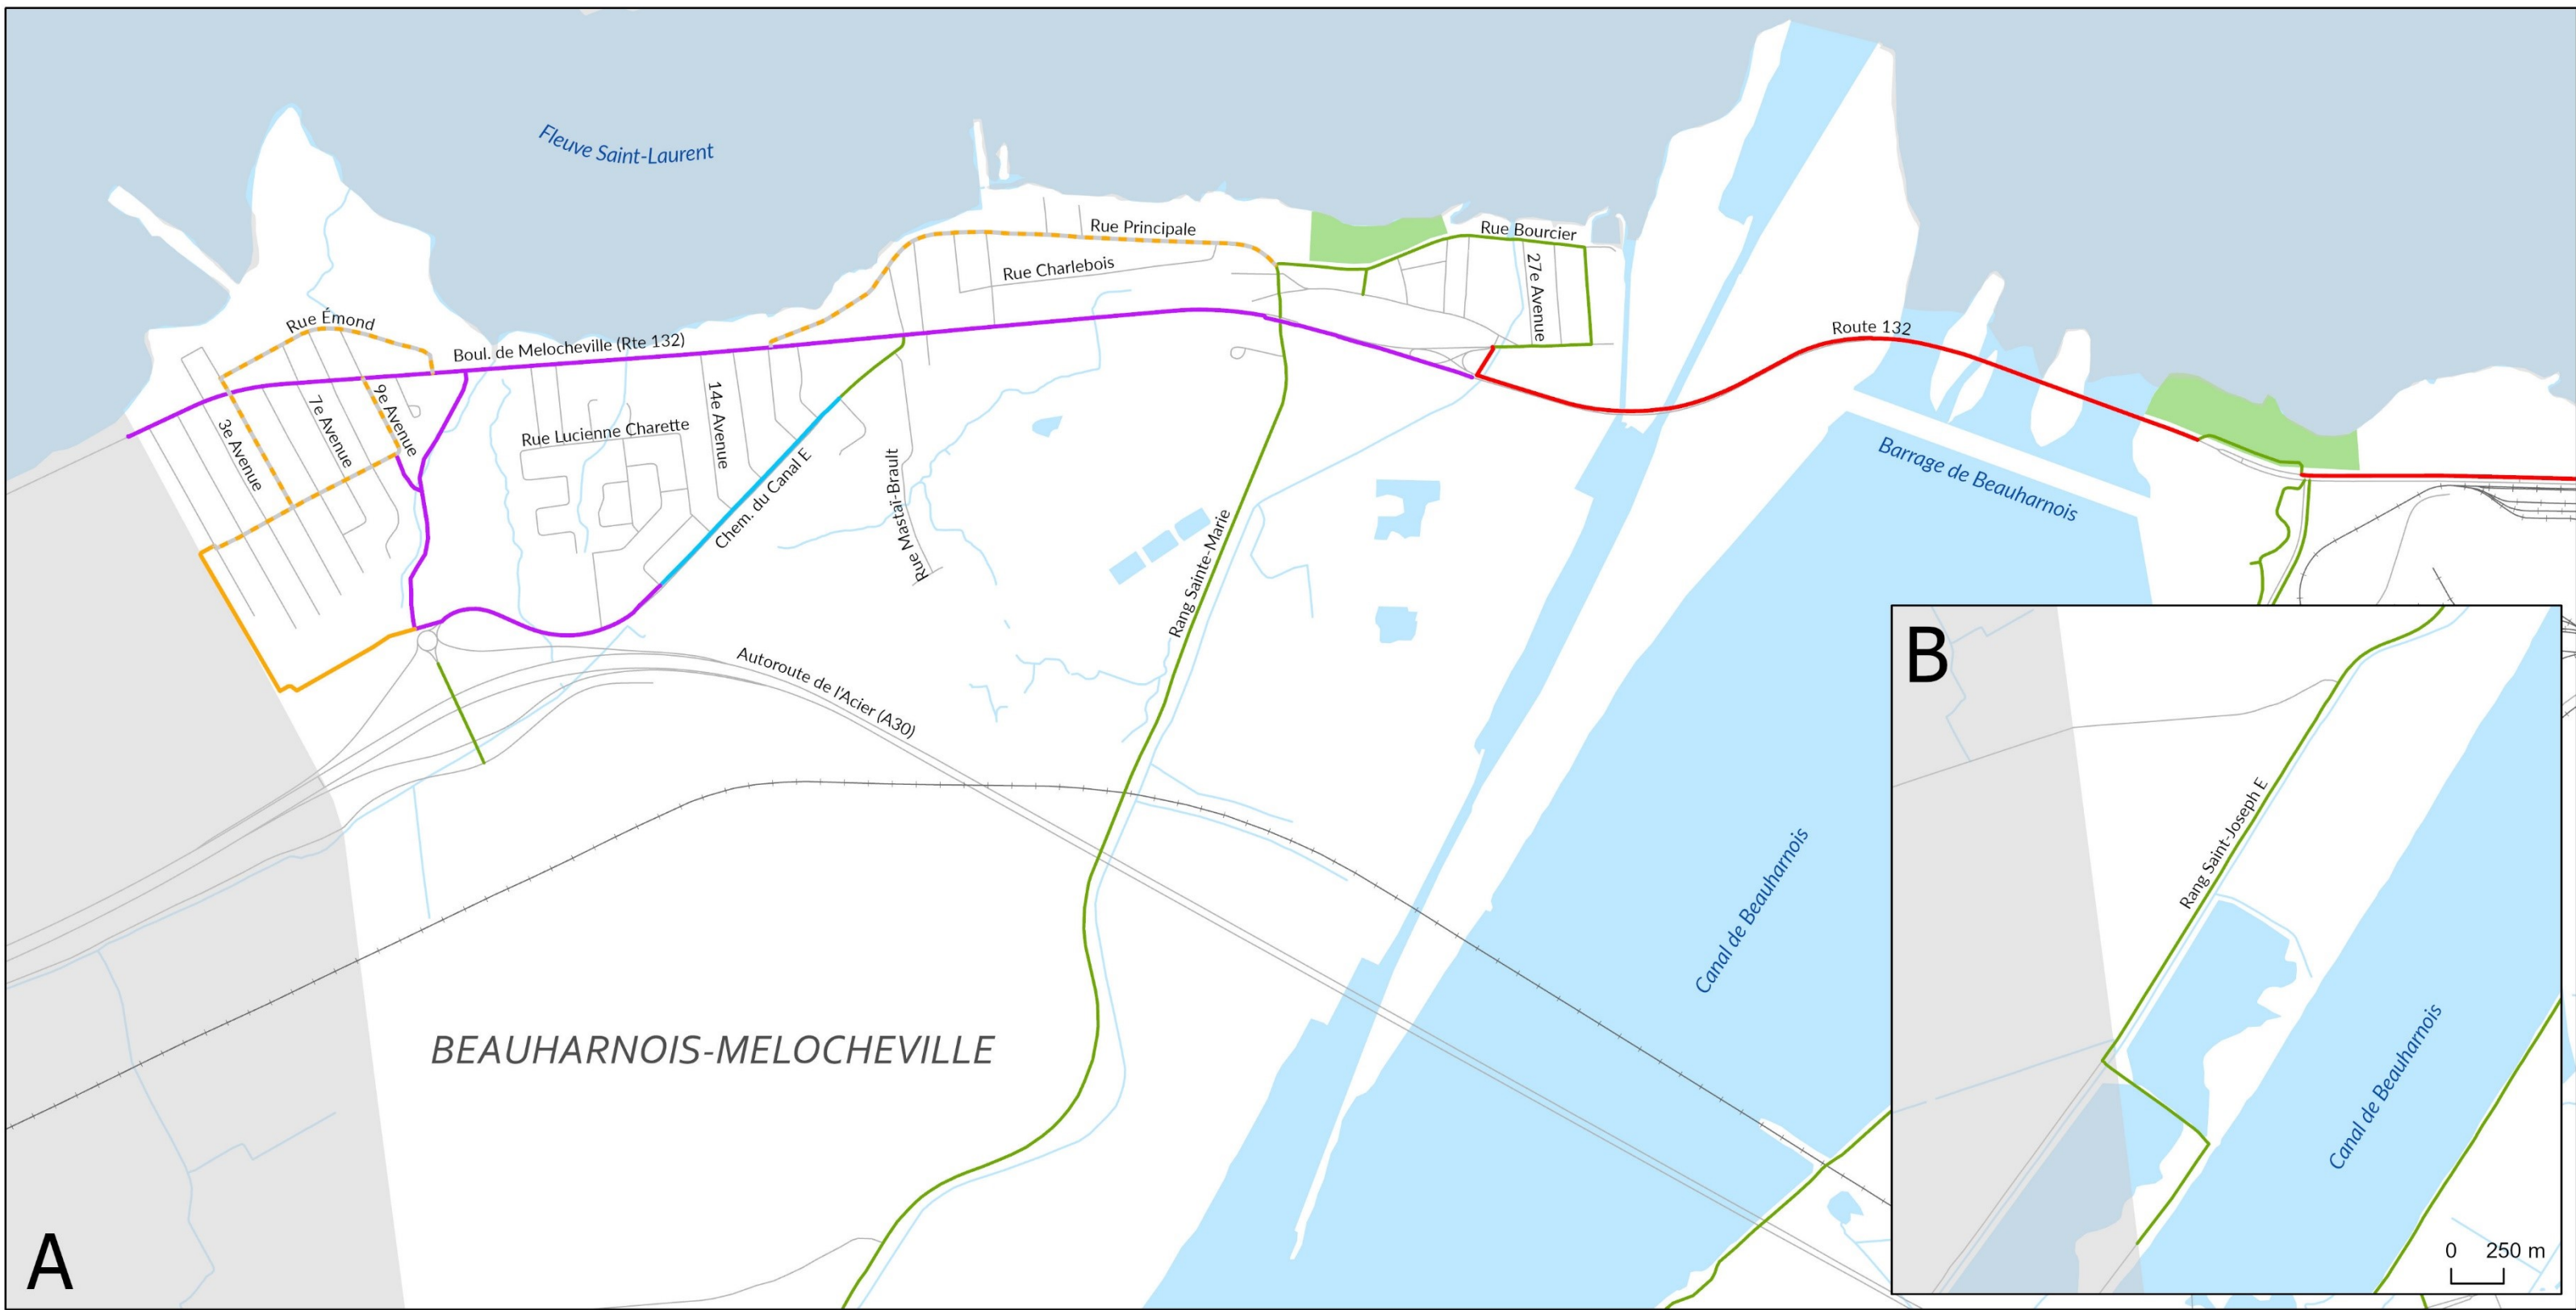 Fleuve Saint-Laurent
Rue Principale
Rue Bourcier
Rue Charlebois
27e Avenue
Rue Émond
Route 132
Boul. de Melocheville (Rte 132)
9e Avenue
7e Avenue
3e Avenue
14e Avenue
Rue Lucienne Charette
Chem. du Canal E
Rue Mastaï-Brault
Barrage de Beauharnois
Rang Sainte-Marie
Autoroute de l'Acier (A30)
B
Rang Saint-Joseph E
Canal de Beauharnois
BEAUHARNOIS-MELOCHEVILLE
Canal de Beauharnois
A
0 250 m